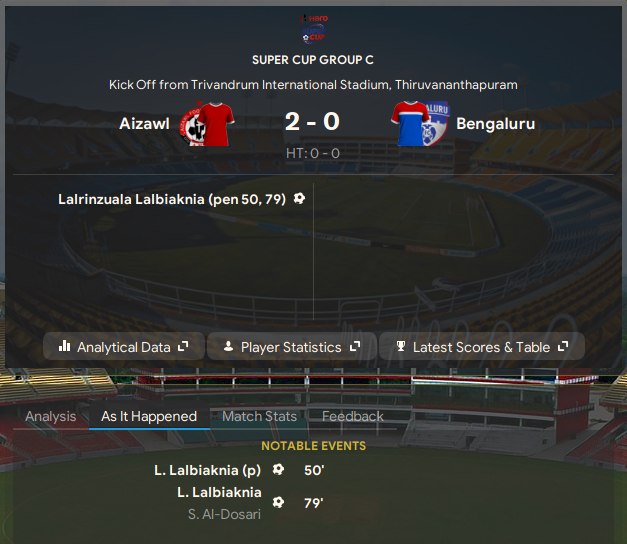 Hero
CUP
SUPER CUP GROUP C
Kick Off from Trivandrum International Stadium, Thiruvananthapuram
Aizawl 2 - 0 Bengaluru
HT: 0 - 0
Lalrinzuala Lalbiaknia (pen 50, 79)
Analytical Data Player Statistics Latest Scores & Table
Analysis As It Happened Match Stats Feedback
NOTABLE EVENTS
L. Lalbiaknia (p) 50'
L. Lalbiaknia
79'
S. Al-Dosari